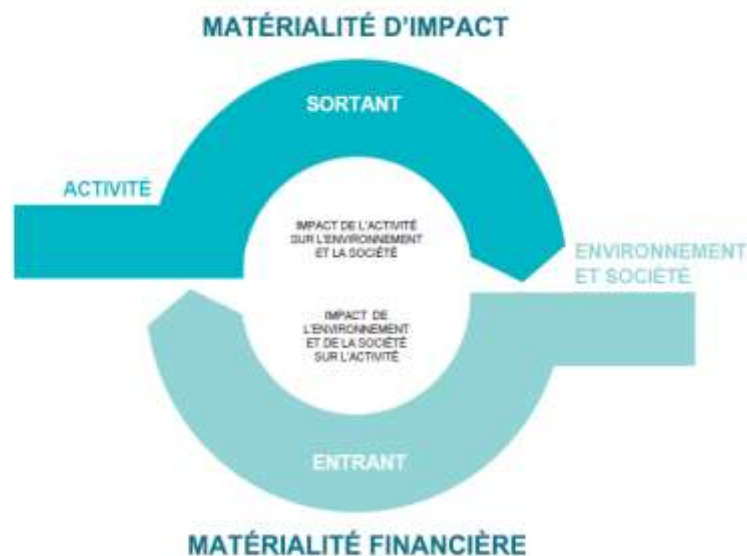 MATÉRIALITÉ D'IMPACT
SORTANT
ACTIVITÉ
IMPACT DE L'ACTIVITÉ
SUR L'ENVIRONNEMENT
ET LA SOCIÉTÉ
ENVIRONNEMENT
ET SOCIÉTÉ
IMPACT DE
L'ENVIRONNEMENT
ET DE LA SOCIÉTÉ
SUR L'ACTIVITÉ
ENTRANT
MATÉRIALITÉ FINANCIÈRE